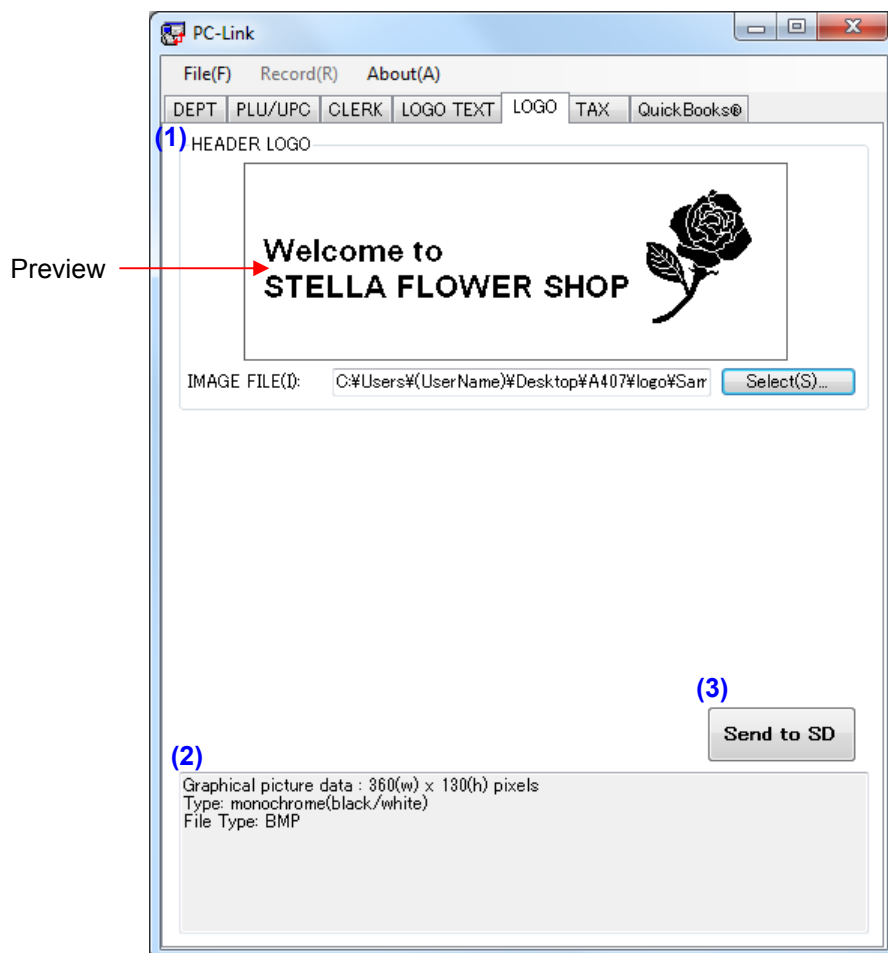 PC-Link
File(F) Record(R) About(A)
DEPT PLU/UPC CLERK LOGO TEXT LOGO TAX QuickBooks®
(1) HEADER LOGO
Preview
Welcome to
STELLA FLOWER SHOP
IMAGE FILE(I): C:¥Users¥(UserName)¥Desktop¥A407¥logo¥Sam Select(S)...
(3)
Send to SD
(2)
Graphical picture data : 360(w) x 130(h) pixels
Type: monochrome(black/white)
File Type: BMP